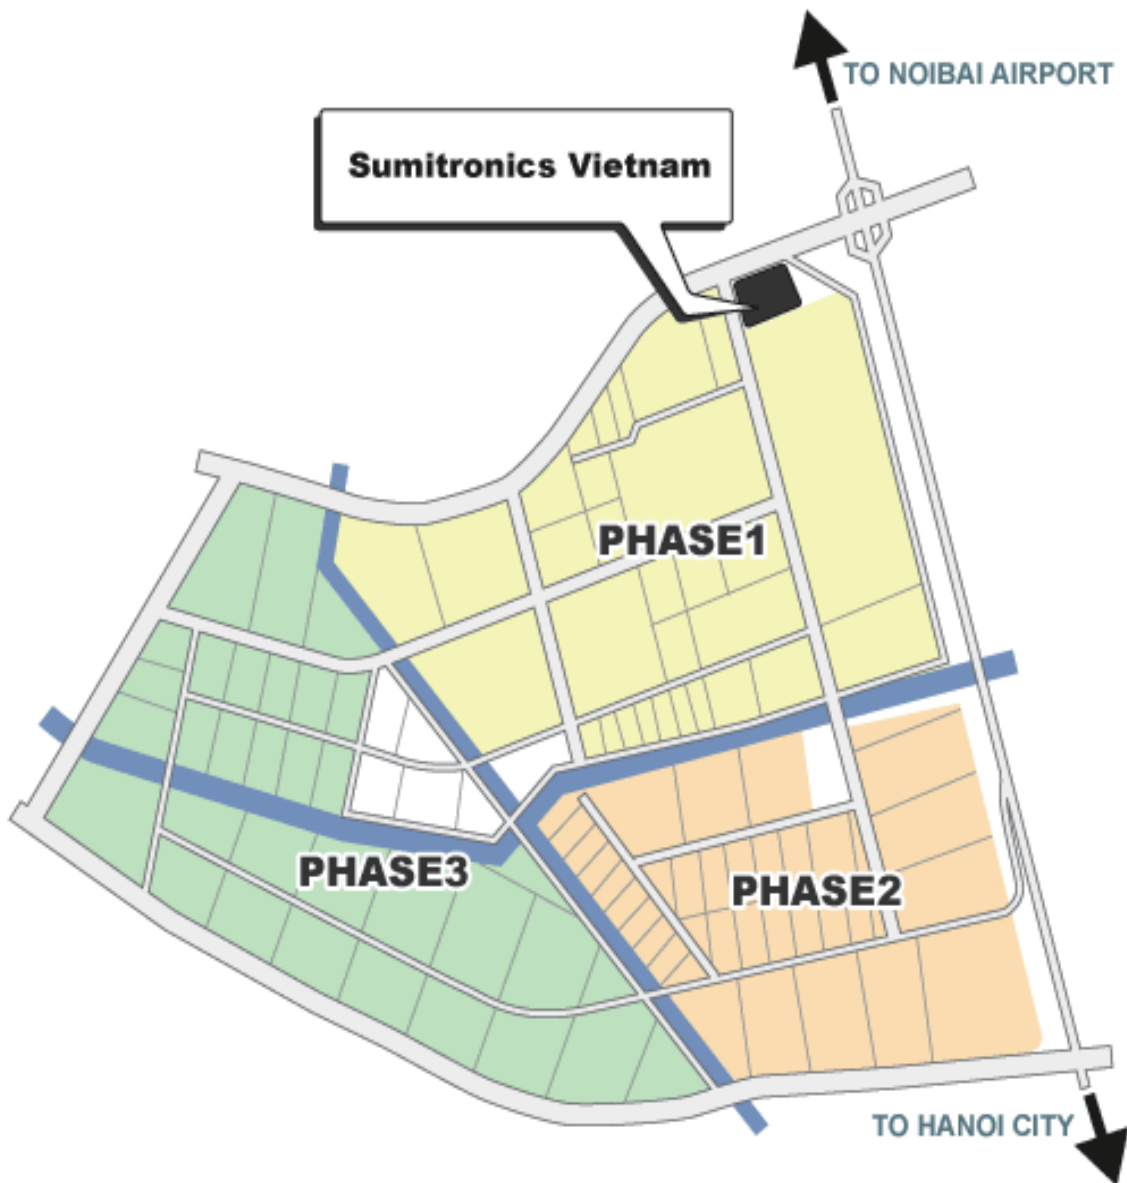 TO NOIBAI AIRPORT
Sumitronics Vietnam
PHASE1
PHASE3
PHASE2
TO HANOI CITY